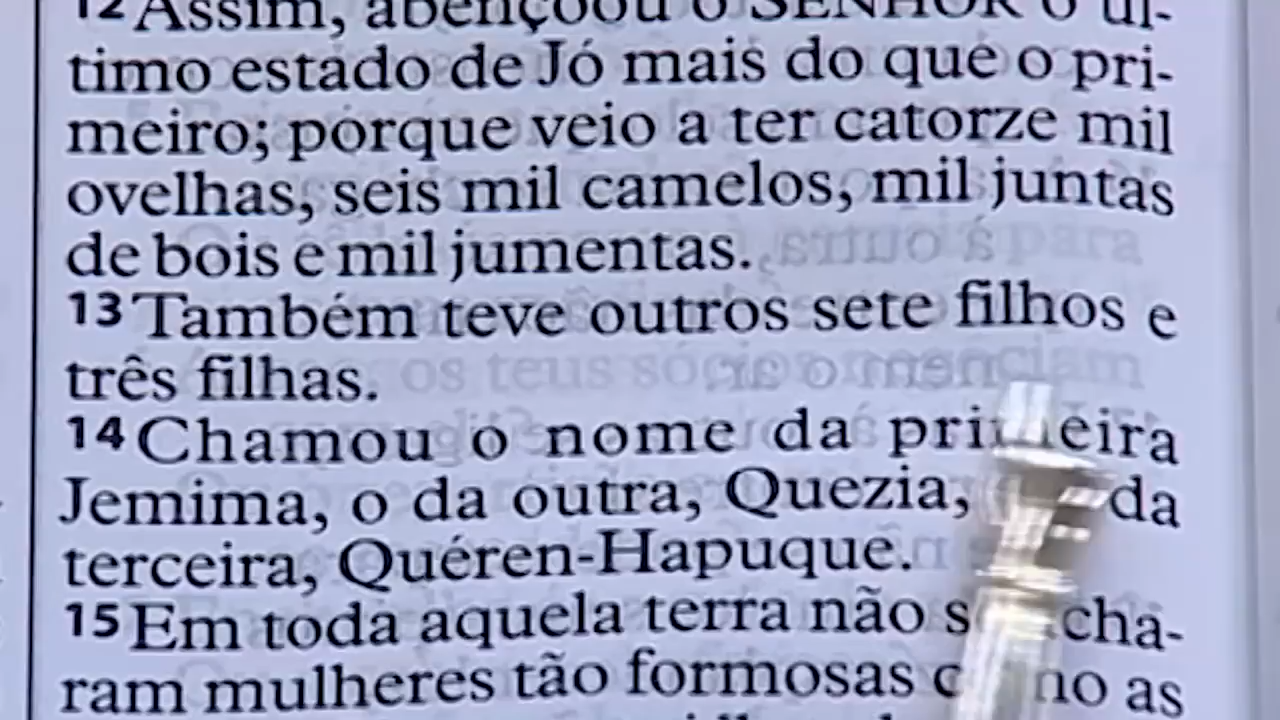 12 Assim, abençoou o SENHOR o úl-
timo estado de Jó mais do que o pri-
meiro; porque veio a ter catorze mil
ovelhas, seis mil camelos, mil juntas
de bois e mil jumentas.
13 Também teve outros sete filhos e
três filhas.
14 Chamou o nome da primeira
Jemima, o da outra, Quezia, da
terceira, Quéren-Hapuque.
15 Em toda aquela terra não se acha-
ram mulheres tão formosas como as